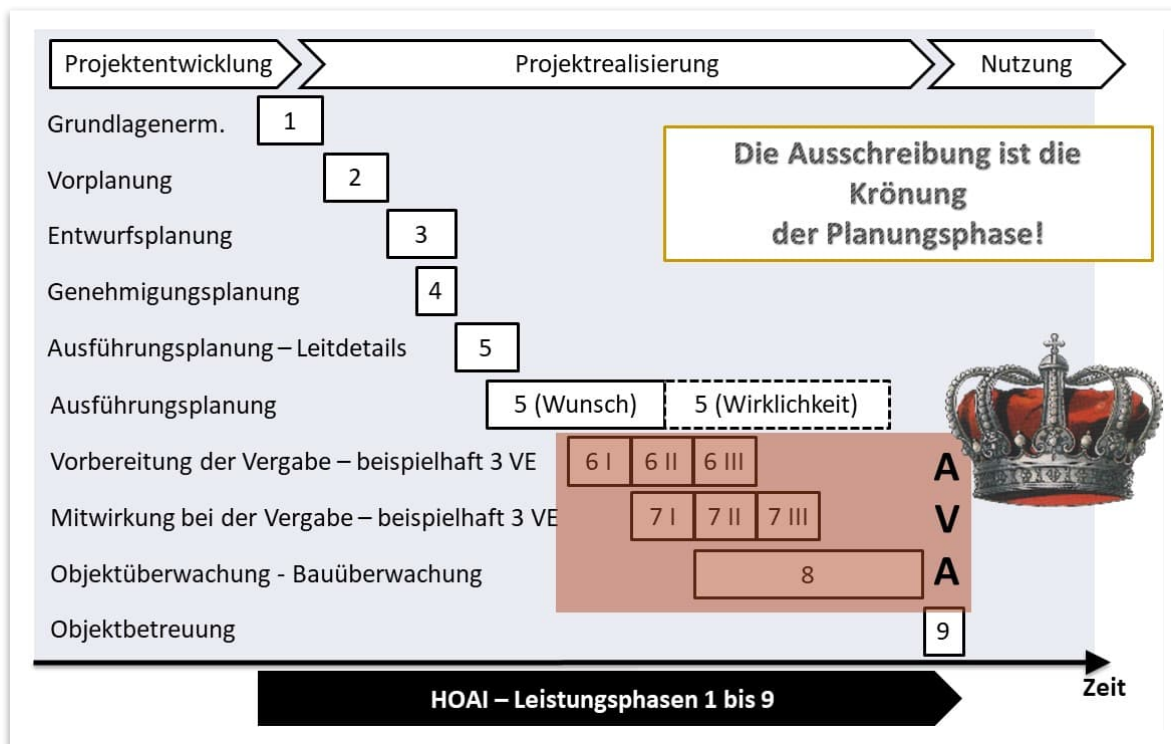 Projektentwicklung Projektrealisierung Nutzung
Grundlagenerm. 1
Vorplanung 2
Entwurfsplanung 3
Genehmigungsplanung 4
Ausführungsplanung – Leitdetails 5
Ausführungsplanung 5 (Wunsch) 5 (Wirklichkeit)
Vorbereitung der Vergabe – beispielhaft 3 VE 6 I 6 II 6 III A
Mitwirkung bei der Vergabe – beispielhaft 3 VE 7 I 7 II 7 III V
Objektüberwachung - Bauüberwachung 8 A
Objektbetreuung 9
Die Ausschreibung ist die
Krönung
der Planungsphase!
Zeit
HOAI – Leistungsphasen 1 bis 9